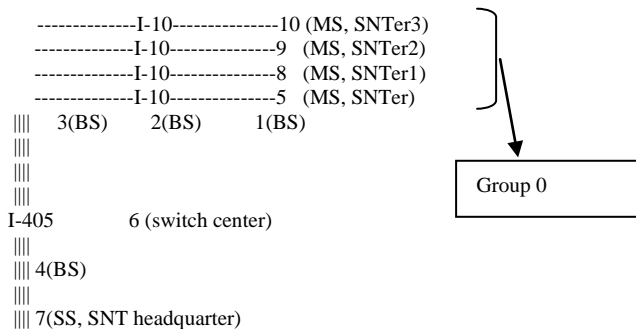 ---------------I-10----------------10 (MS, SNTer3)
---------------I-10----------------9 (MS, SNTer2)
---------------I-10----------------8 (MS, SNTer1)
---------------I-10----------------5 (MS, SNTer)
|||| 3(BS) 2(BS) 1(BS)
||||
||||
||||
Group 0
I-405 6 (switch center)
||||
|||| 4(BS)
||||
|||| 7(SS, SNT headquarter)